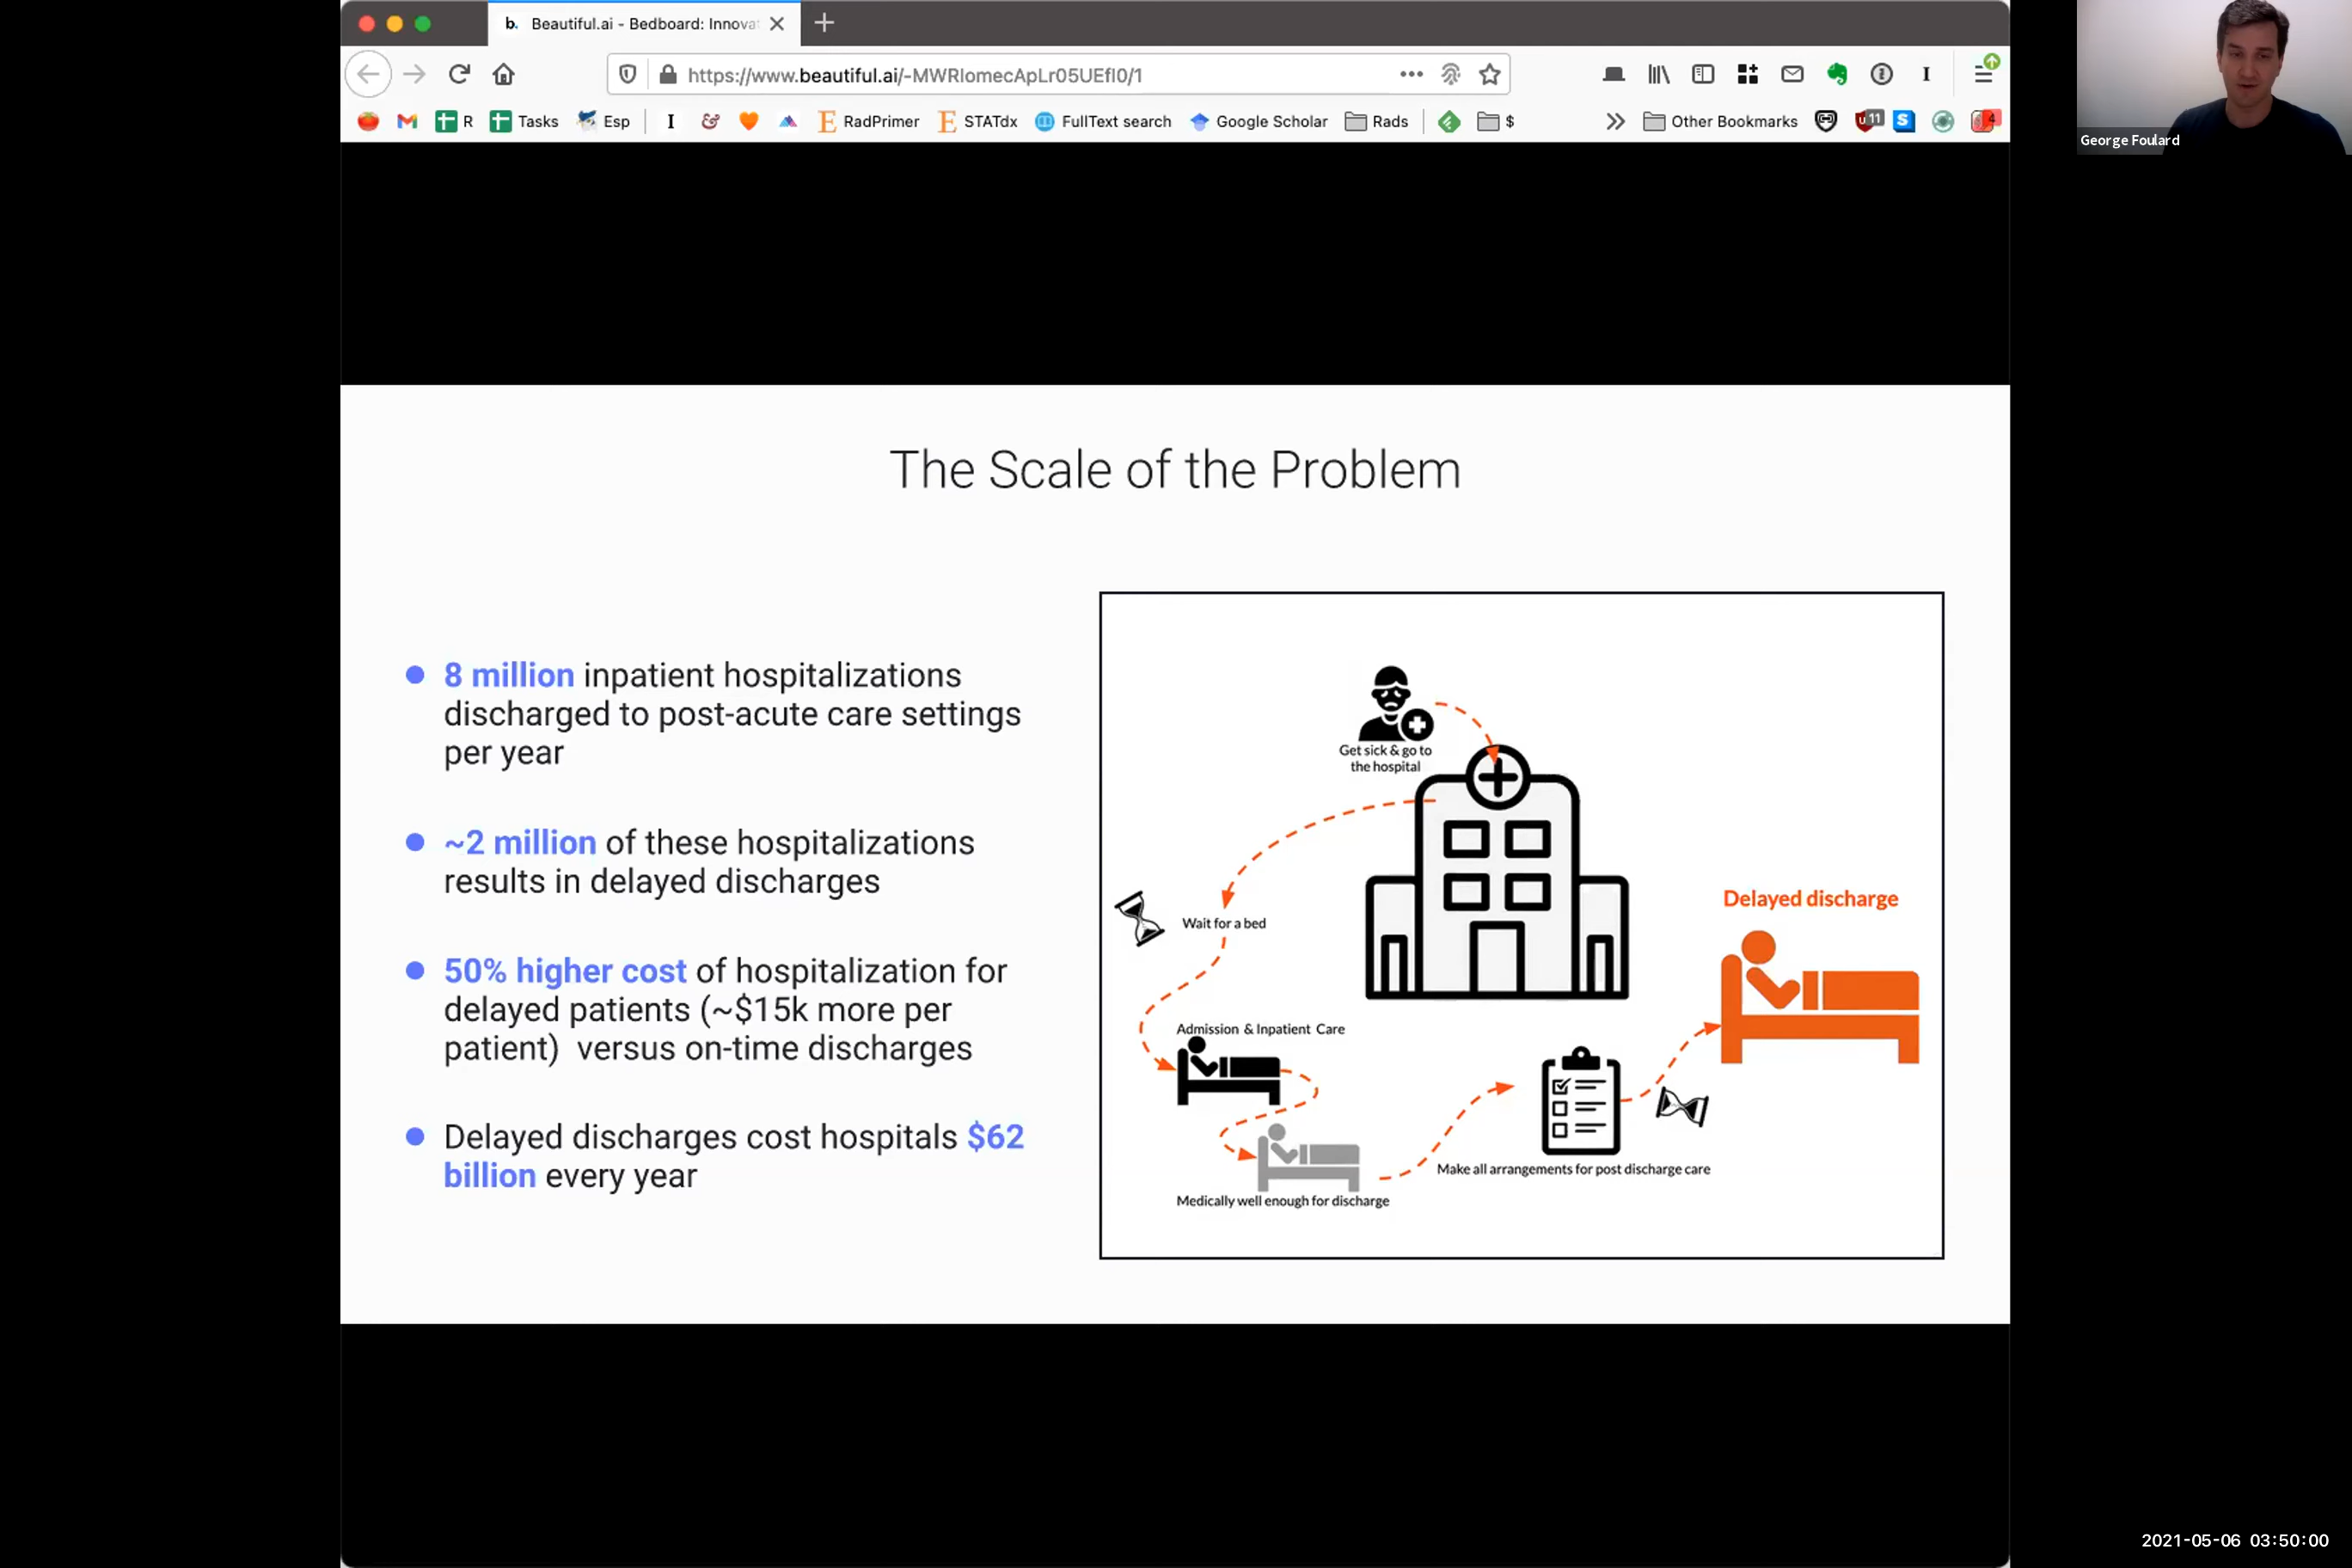 b. Beautiful.ai - Bedboard: Innova
https://www.beautiful.ai/-MWRIomecApLr05UEfI0/1
R Tasks Esp I & RadPrimer STATdx FullText search Google Scholar Rads $ Other Bookmarks 11 S 4
George Foulard
The Scale of the Problem
8 million inpatient hospitalizations
discharged to post-acute care settings
per year
~2 million of these hospitalizations
results in delayed discharges
50% higher cost of hospitalization for
delayed patients (~$15k more per
patient) versus on-time discharges
Delayed discharges cost hospitals $62
billion every year
Get sick & go to
the hospital
Wait for a bed
Admission & Inpatient Care
Medically well enough for discharge
Make all arrangements for post discharge care
Delayed discharge
2021-05-06 03:50:00